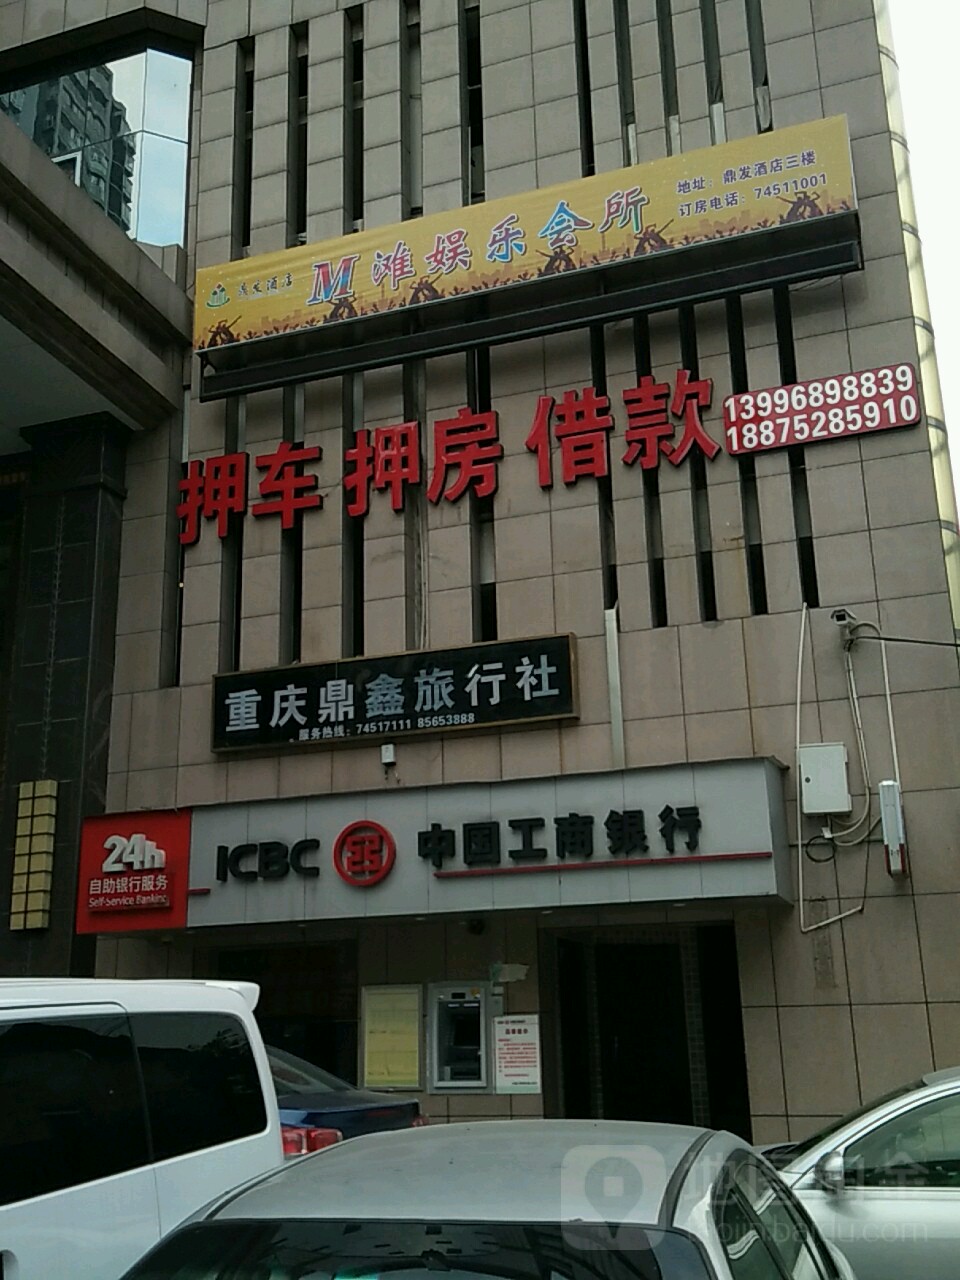 鼎发酒店 M滩娱乐会所
地址：鼎发酒店三楼
订房电话：74511001
押车 押房 借款
13996898839
18875285910
重庆鼎鑫旅行社
服务热线：74517111 85653888
24h
自助银行服务
Self-Service Banking
ICBC 中国工商银行